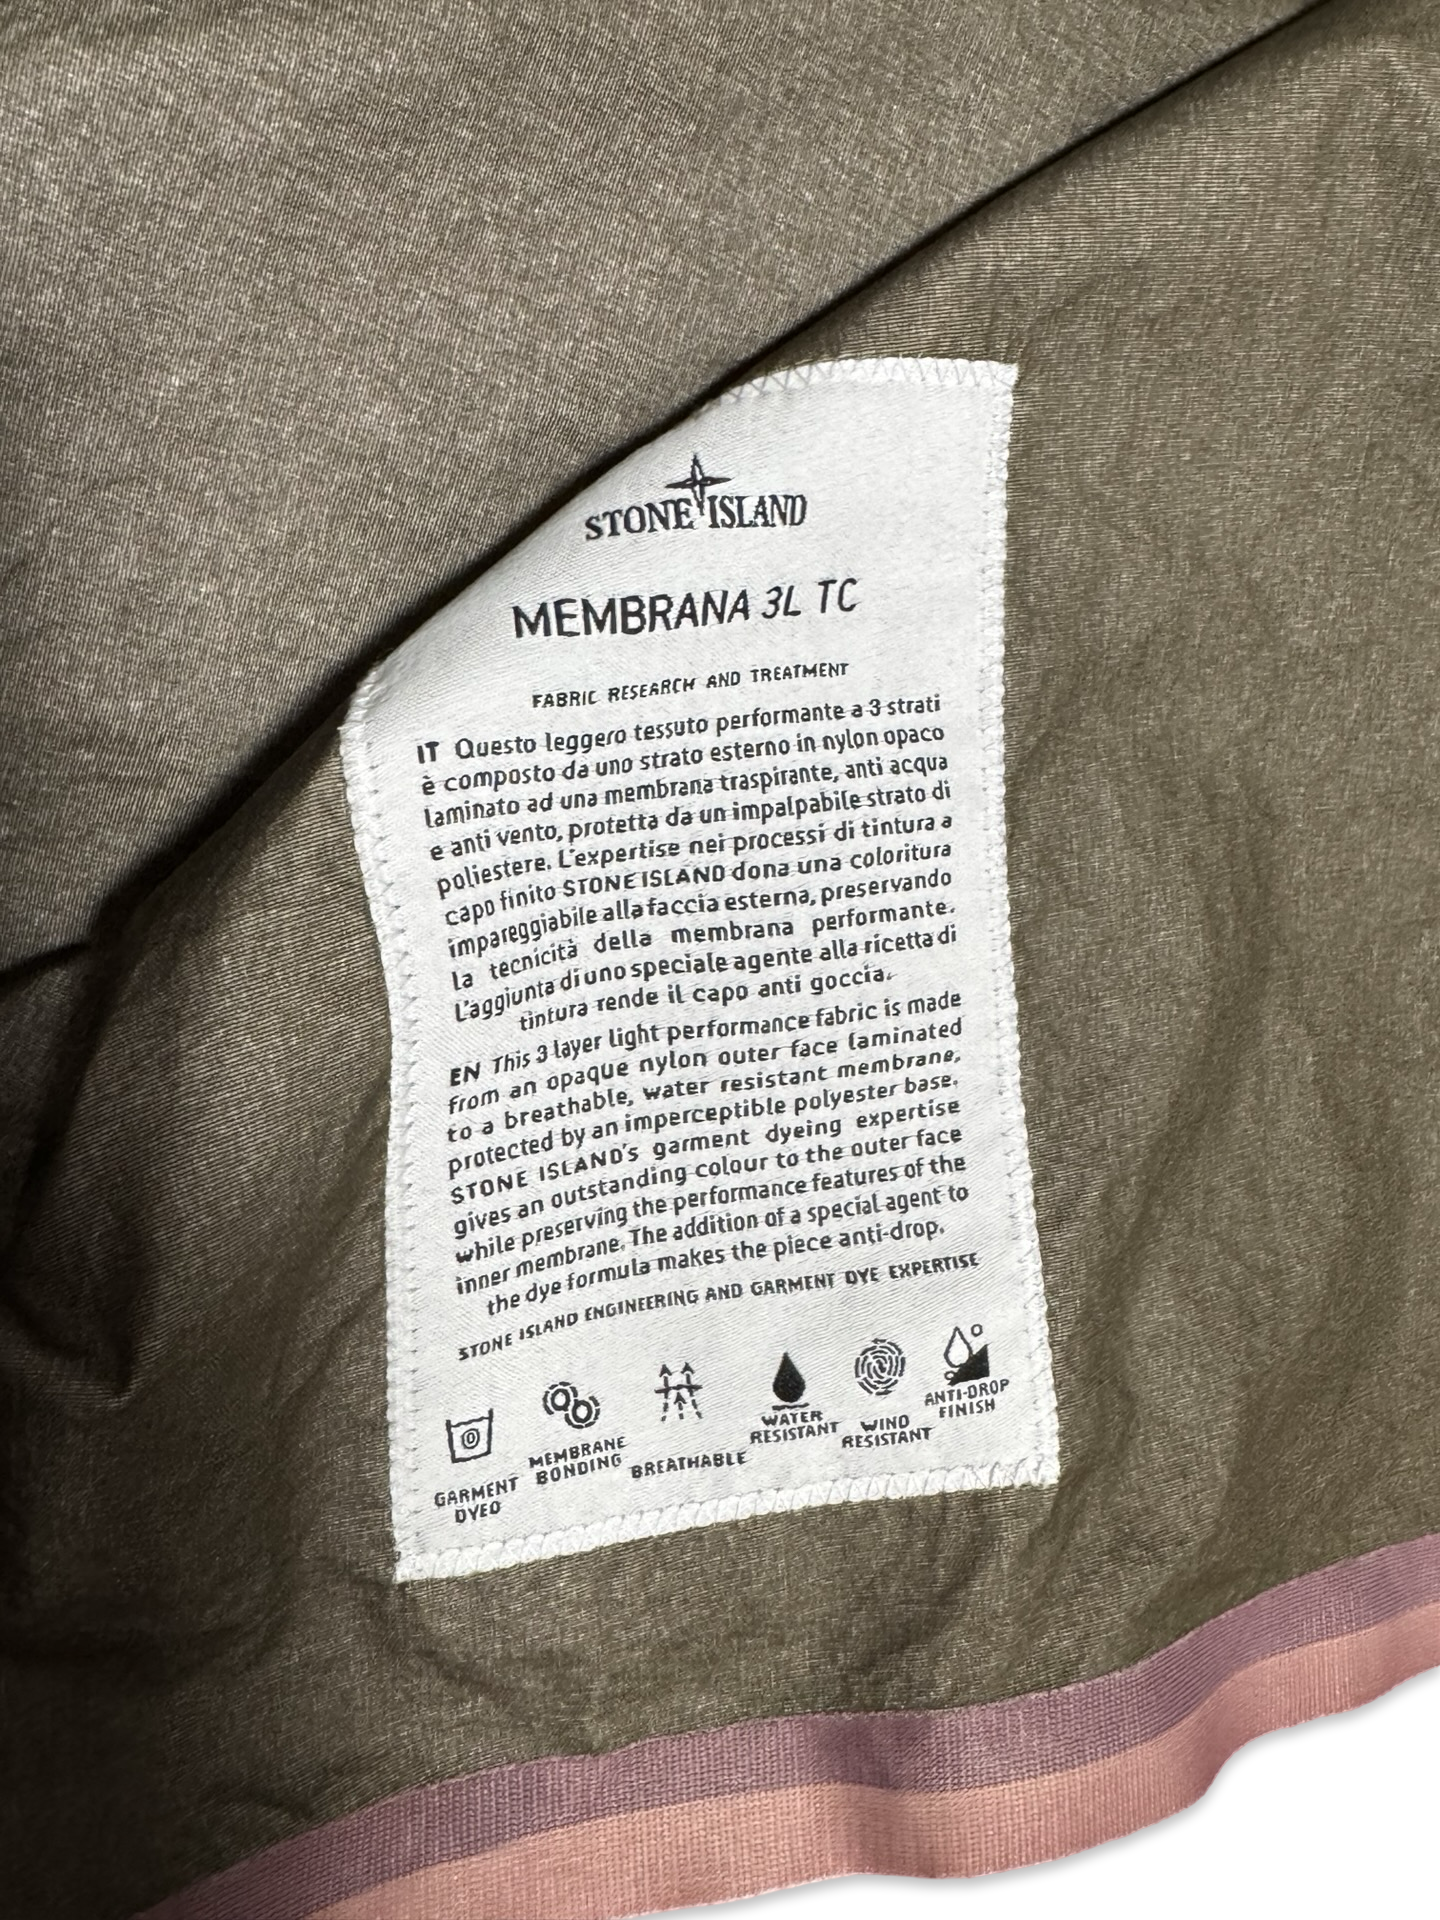 STONE ISLAND
MEMBRANA 3L TC
FABRIC RESEARCH AND TREATMENT
IT Questo leggero tessuto performante a 3 strati
è composto da uno strato esterno in nylon opaco
laminato ad una membrana traspirante, anti acqua
e anti vento, protetta da un impalpabile strato di
poliestere. L'expertise nei processi di tintura a
capo finito STONE ISLAND dona una coloritura
impareggiabile alla faccia esterna, preservando
la tecnicità della membrana performante.
L'aggiunta di uno speciale agente alla ricetta di
tintura rende il capo anti goccia.
EN This 3 layer light performance fabric is made
from an opaque nylon outer face laminated
to a breathable, water resistant membrane,
protected by an imperceptible polyester base.
STONE ISLAND's garment dyeing expertise
gives an outstanding colour to the outer face
while preserving the performance features of the
inner membrane. The addition of a special agent to
the dye formula makes the piece anti-drop.
STONE ISLAND ENGINEERING AND GARMENT DYE EXPERTISE
GARMENT
DYED
MEMBRANE
BONDING
BREATHABLE
WATER
RESISTANT
WIND
RESISTANT
ANTI-DROP
FINISH